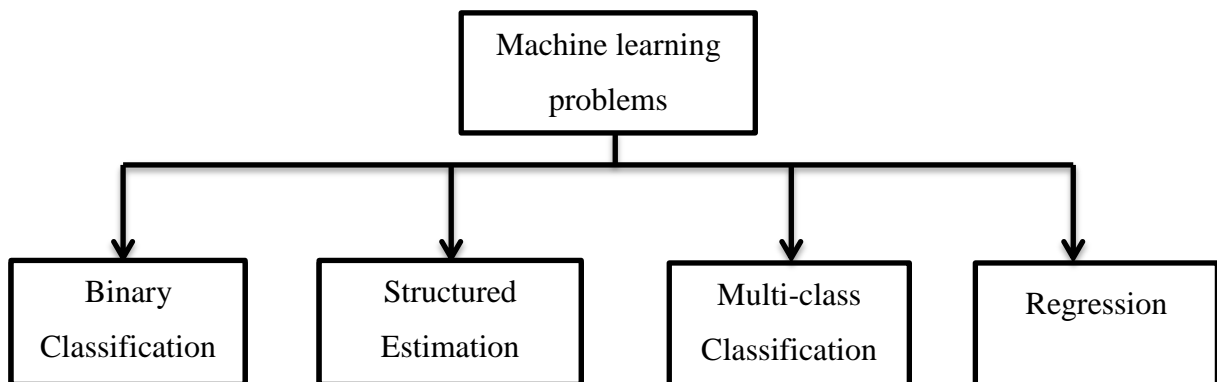 Machine learning
problems
Binary
Classification
Structured
Estimation
Multi-class
Classification
Regression